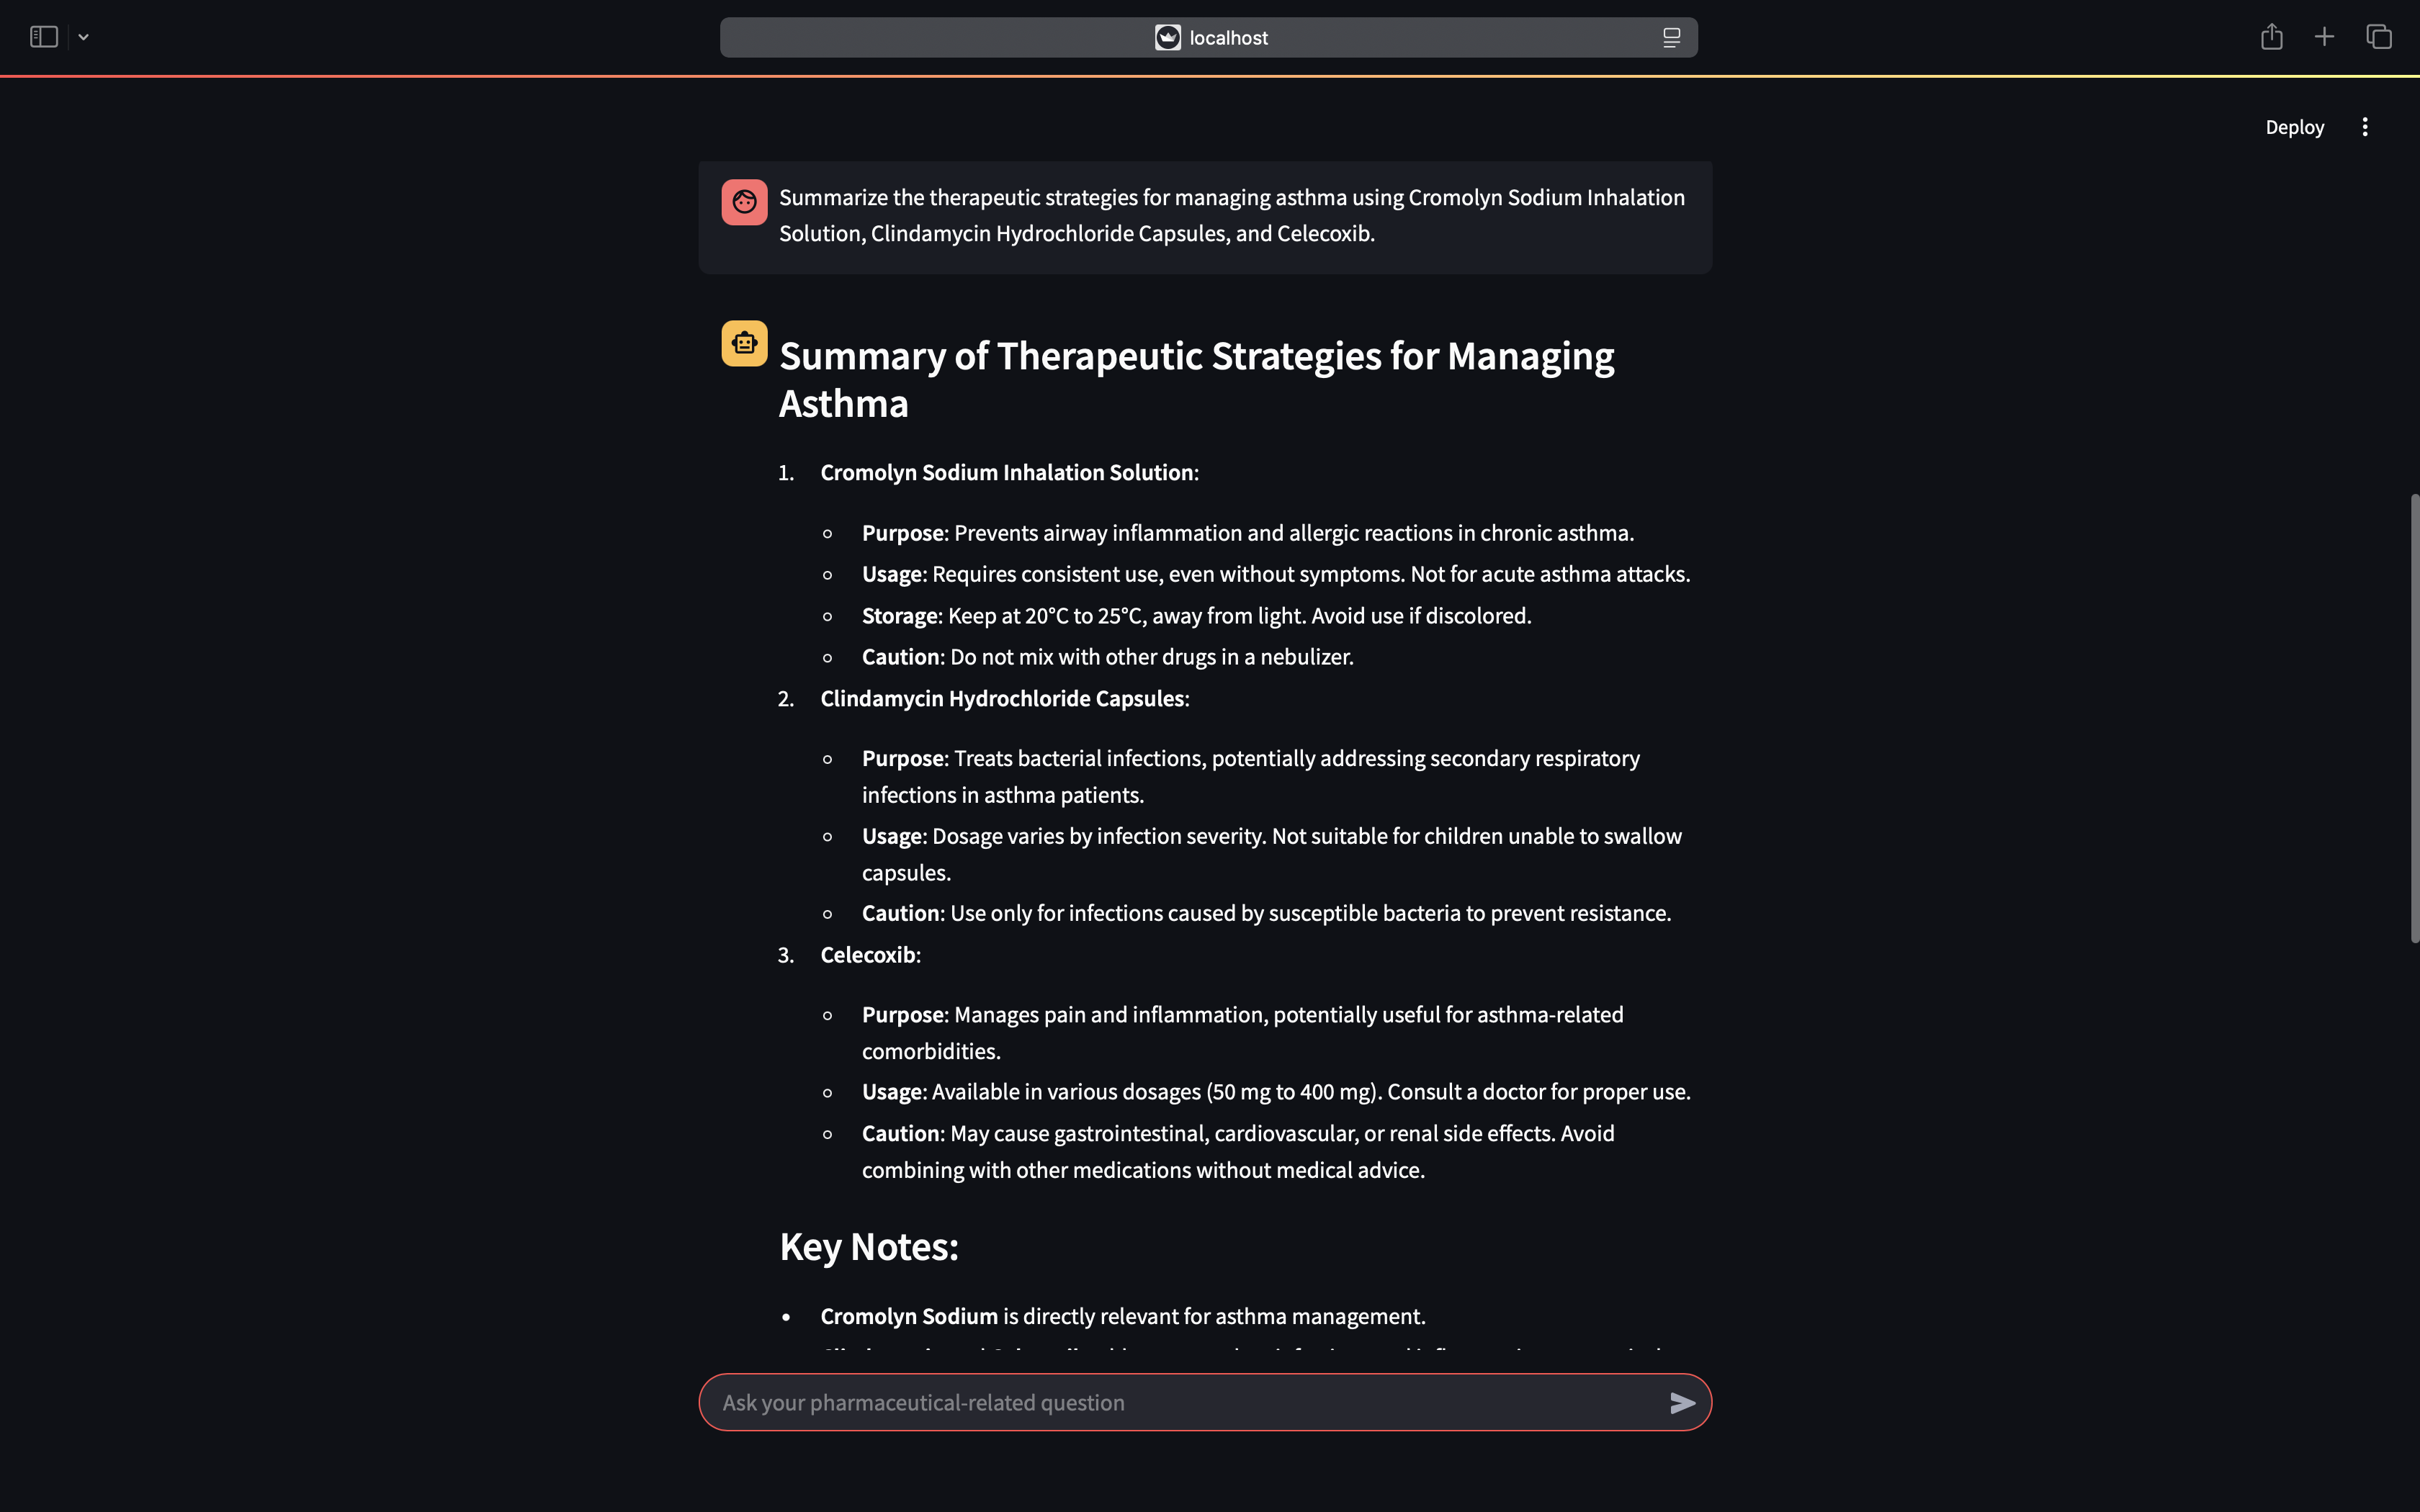 localhost
Deploy
Summarize the therapeutic strategies for managing asthma using Cromolyn Sodium Inhalation
Solution, Clindamycin Hydrochloride Capsules, and Celecoxib.
Summary of Therapeutic Strategies for Managing
Asthma
1. Cromolyn Sodium Inhalation Solution:
Purpose: Prevents airway inflammation and allergic reactions in chronic asthma.
Usage: Requires consistent use, even without symptoms. Not for acute asthma attacks.
Storage: Keep at 20°C to 25°C, away from light. Avoid use if discolored.
Caution: Do not mix with other drugs in a nebulizer.
2. Clindamycin Hydrochloride Capsules:
Purpose: Treats bacterial infections, potentially addressing secondary respiratory
infections in asthma patients.
Usage: Dosage varies by infection severity. Not suitable for children unable to swallow
capsules.
Caution: Use only for infections caused by susceptible bacteria to prevent resistance.
3. Celecoxib:
Purpose: Manages pain and inflammation, potentially useful for asthma-related
comorbidities.
Usage: Available in various dosages (50 mg to 400 mg). Consult a doctor for proper use.
Caution: May cause gastrointestinal, cardiovascular, or renal side effects. Avoid
combining with other medications without medical advice.
Key Notes:
Cromolyn Sodium is directly relevant for asthma management.
Ask your pharmaceutical-related question